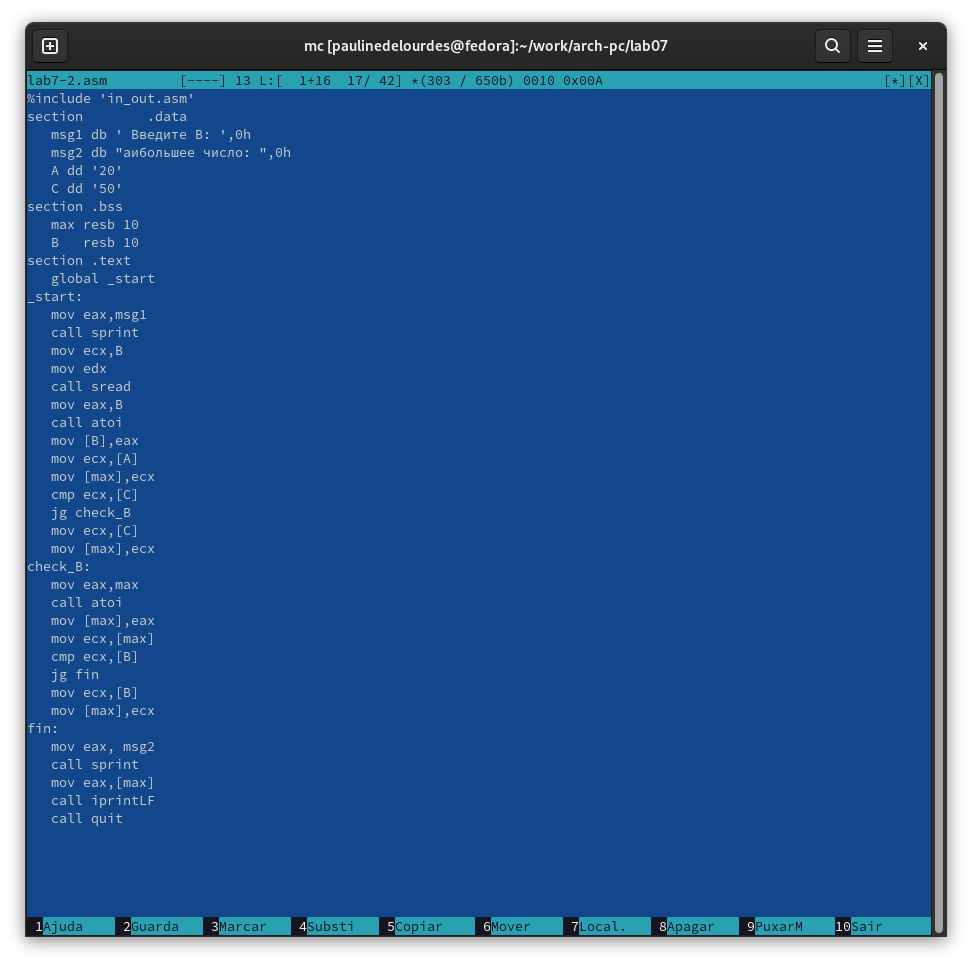 mc [paulinedelourdes@fedora]:~/work/arch-pc/lab07
lab7-2.asm         [----] 13 L:[  1+16  17/ 42] *(303 / 650b) 0010 0x00A                                   [*][X]
%include 'in_out.asm'
section        .data
   msg1 db ' Введите B: ',0h
   msg2 db "аибольшее число: ",0h
   A dd '20'
   C dd '50'
section .bss
   max resb 10
   B   resb 10
section .text
   global _start
_start:
   mov eax,msg1
   call sprint
   mov ecx,B
   mov edx
   call sread
   mov eax,B
   call atoi
   mov [B],eax
   mov ecx,[A]
   mov [max],ecx
   cmp ecx,[C]
   jg check_B
   mov ecx,[C]
   mov [max],ecx
check_B:
   mov eax,max
   call atoi
   mov [max],eax
   mov ecx,[max]
   cmp ecx,[B]
   jg fin
   mov ecx,[B]
   mov [max],ecx
fin:
   mov eax, msg2
   call sprint
   mov eax,[max]
   call iprintLF
   call quit
1Ajuda 2Guarda 3Marcar 4Substi 5Copiar 6Mover 7Local. 8Apagar 9PuxarM 10Sair